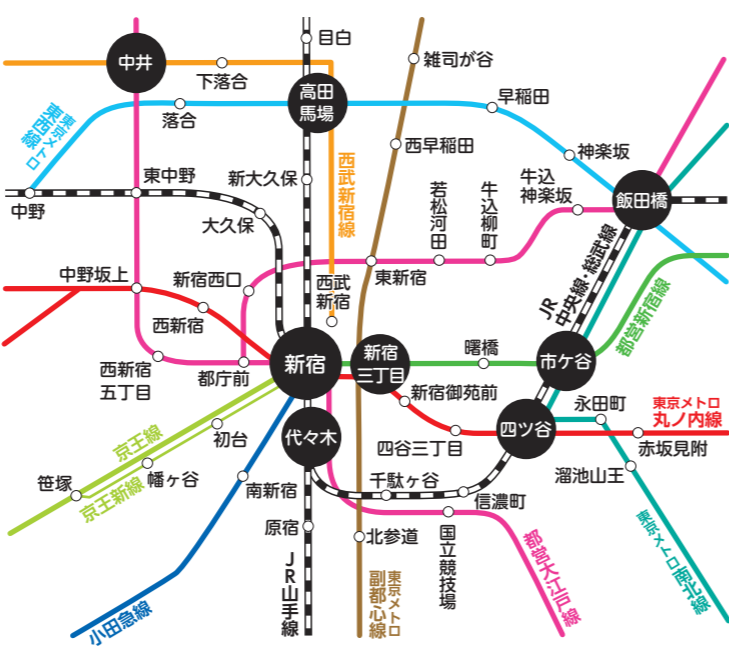 目白
雑司が谷
中井
下落合
高田
馬場
早稲田
落合
東京メトロ
東西線
西早稲田
神楽坂
東中野
新大久保
西武新宿線
若松河田
牛込柳町
牛込
神楽坂
飯田橋
中野
大久保
JR
中央線・総武線
中野坂上
新宿西口
西武
新宿
東新宿
西新宿
都営新宿線
新宿
新宿
三丁目
曙橋
市ケ谷
西新宿
五丁目
都庁前
新宿御苑前
永田町
東京メトロ
丸ノ内線
京王線
初台
代々木
四谷三丁目
四ツ谷
赤坂見附
笹塚
幡ヶ谷
京王新線
南新宿
千駄ヶ谷
信濃町
溜池山王
原宿
北参道
国立競技場
東京メトロ南北線
都営大江戸線
JR山手線
東京メトロ
副都心線
小田急線